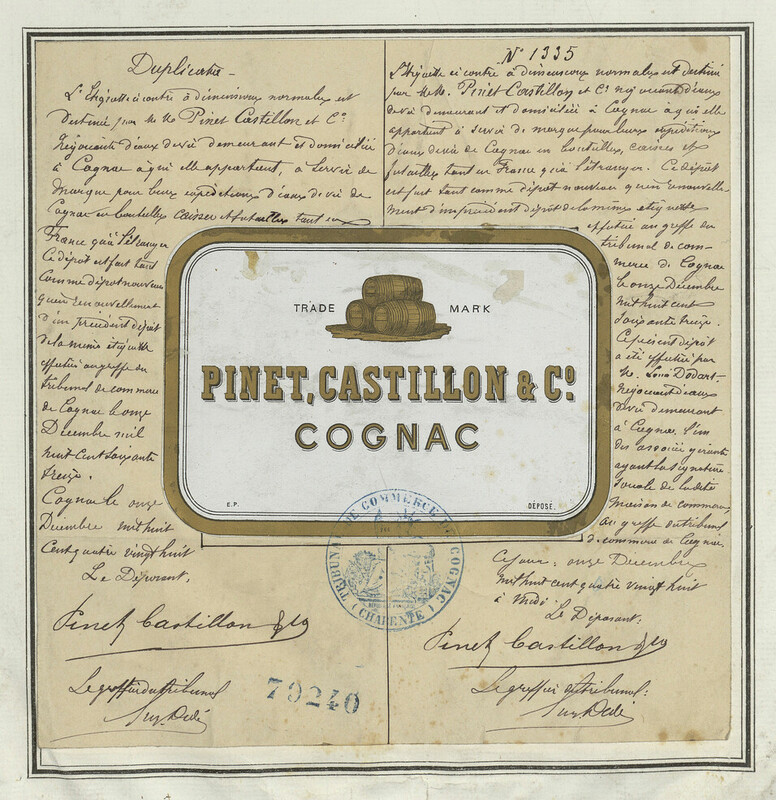 Duplicata
L'étiquette ci contre à dimensions normales est
destinée par M. M. Pinet Castillon et Cº
Négociants d'eaux de vie demeurant et domiciliés
à Cognac à qui elle appartient, à servir de
marque pour leurs expéditions d'eaux de vie de
Cognac en bouteilles caisses et futailles tant en
France qu'à l'étranger
Ce dépôt est fait tant
comme dépôt nouveau
qu'en renouvellement
d'un précédent dépôt
de la même étiquette
effectué au greffe du
tribunal de commerce
de Cognac le onze
Décembre mil
huit cent soixante
treize.
Cognac le onze
Décembre mil huit
cent quatre vingt huit
Le Déposant,
Pinet Castillon & Co
Le greffier du tribunal
79240
Nº 1335
L'étiquette ci contre à dimensions normales est destinée
par M. M. Pinet Castillon et Cº négociants d'eaux
de vie demeurant et domiciliés à Cognac à qui elle
appartient à servir de marque pour leurs expéditions
d'eaux de vie de Cognac en bouteilles, caisses et
futailles tant en France qu'à l'étranger. Ce dépôt
est fait tant comme dépôt nouveau qu'en renouvelle
ment d'un précédent dépôt de la même étiquette
effectué au greffe du
tribunal de com-
merce de Cognac
le onze Décembre
mil huit cent
soixante treize.
Ce présent dépôt
a été effectué par
M. Louis Dodart
Négociant d'eaux
de vie demeurant
à Cognac, l'un
des associés gérants
ayant la signature
sociale de ladite
maison de commerce
au greffe du tribunal
de commerce de Cognac
Ce jour, onze Décembre
mil huit cent quatre vingt huit
à midi
Le Déposant:
Pinet Castillon & Co
Le greffier du tribunal:
TRADE MARK
PINET, CASTILLON & Cº.
COGNAC
E.P. DÉPOSÉ.
TRIBUNAL DE COMMERCE DE COGNAC
(CHARENTE)